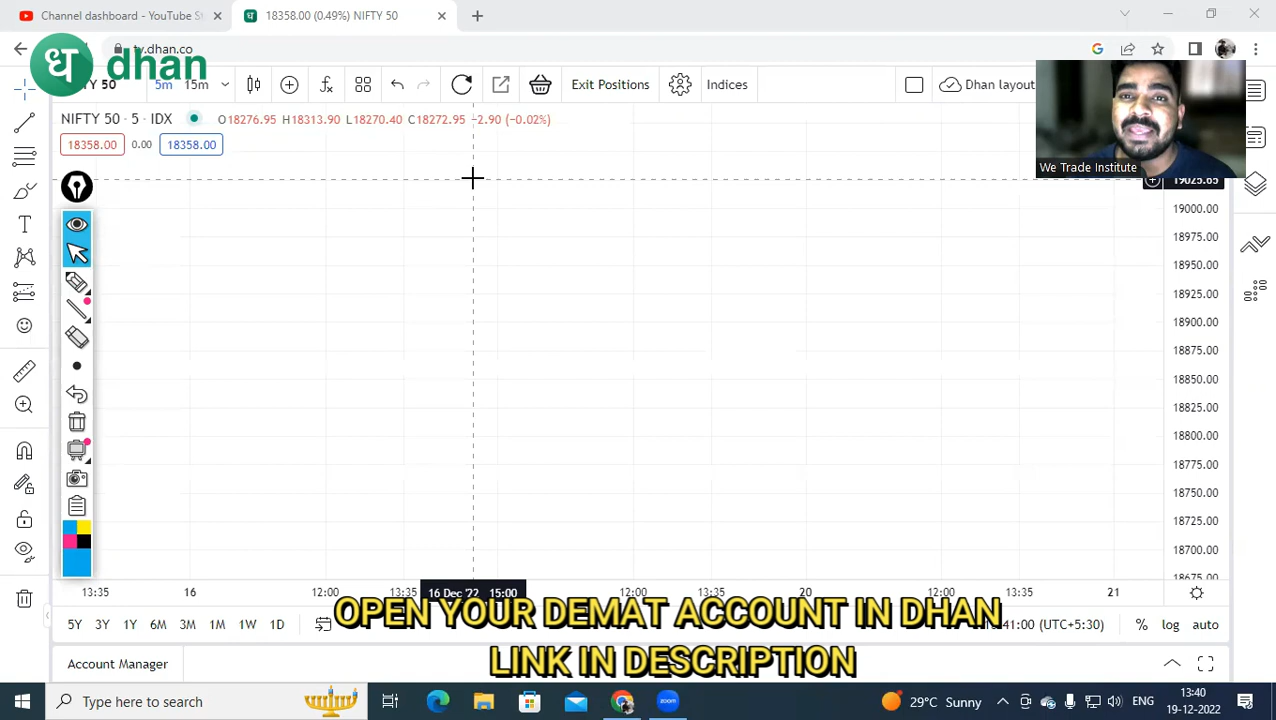 Channel dashboard - YouTube St
18358.00 (0.49%) NIFTY 50
tv.dhan.co
ध dhan
Y 50
5m
15m
Exit Positions
Indices
Dhan layout
NIFTY 50 · 5 · IDX
O18276.95 H18313.90 L18270.40 C18272.95 -2.90 (-0.02%)
18358.00
0.00
18358.00
We Trade Institute
19025.65
19000.00
18975.00
18950.00
18925.00
18900.00
18875.00
18850.00
18825.00
18800.00
18775.00
18750.00
18725.00
18700.00
18675.00
13:35
16
12:00
13:35
16 Dec '22
15:00
12:00
13:35
20
12:00
13:35
21
5Y 3Y 1Y 6M 3M 1M 1W 1D
41:00 (UTC+5:30)
%
log
auto
OPEN YOUR DEMAT ACCOUNT IN DHAN
LINK IN DESCRIPTION
Account Manager
Type here to search
zoom
29°C Sunny
ENG
13:40
19-12-2022